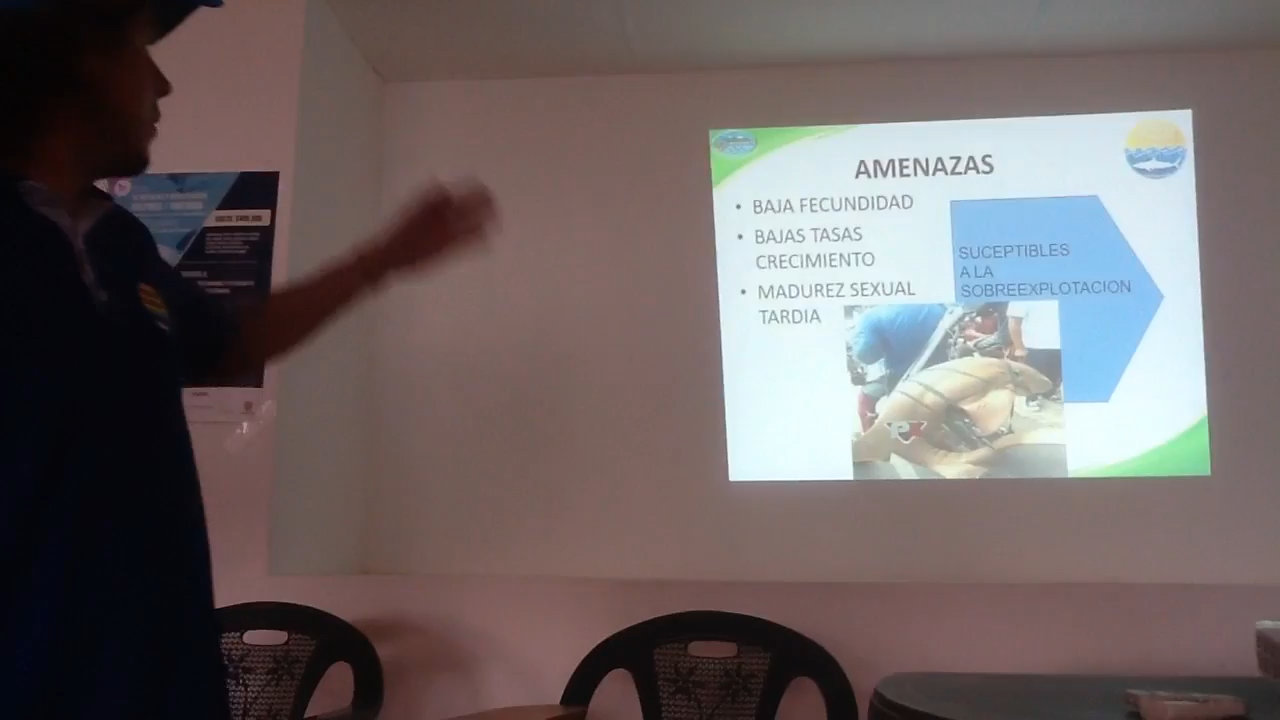 AMENAZAS
• BAJA FECUNDIDAD
• BAJAS TASAS
CRECIMIENTO
• MADUREZ SEXUAL
TARDIA
SUCEPTIBLES
A LA
SOBREEXPLOTACION